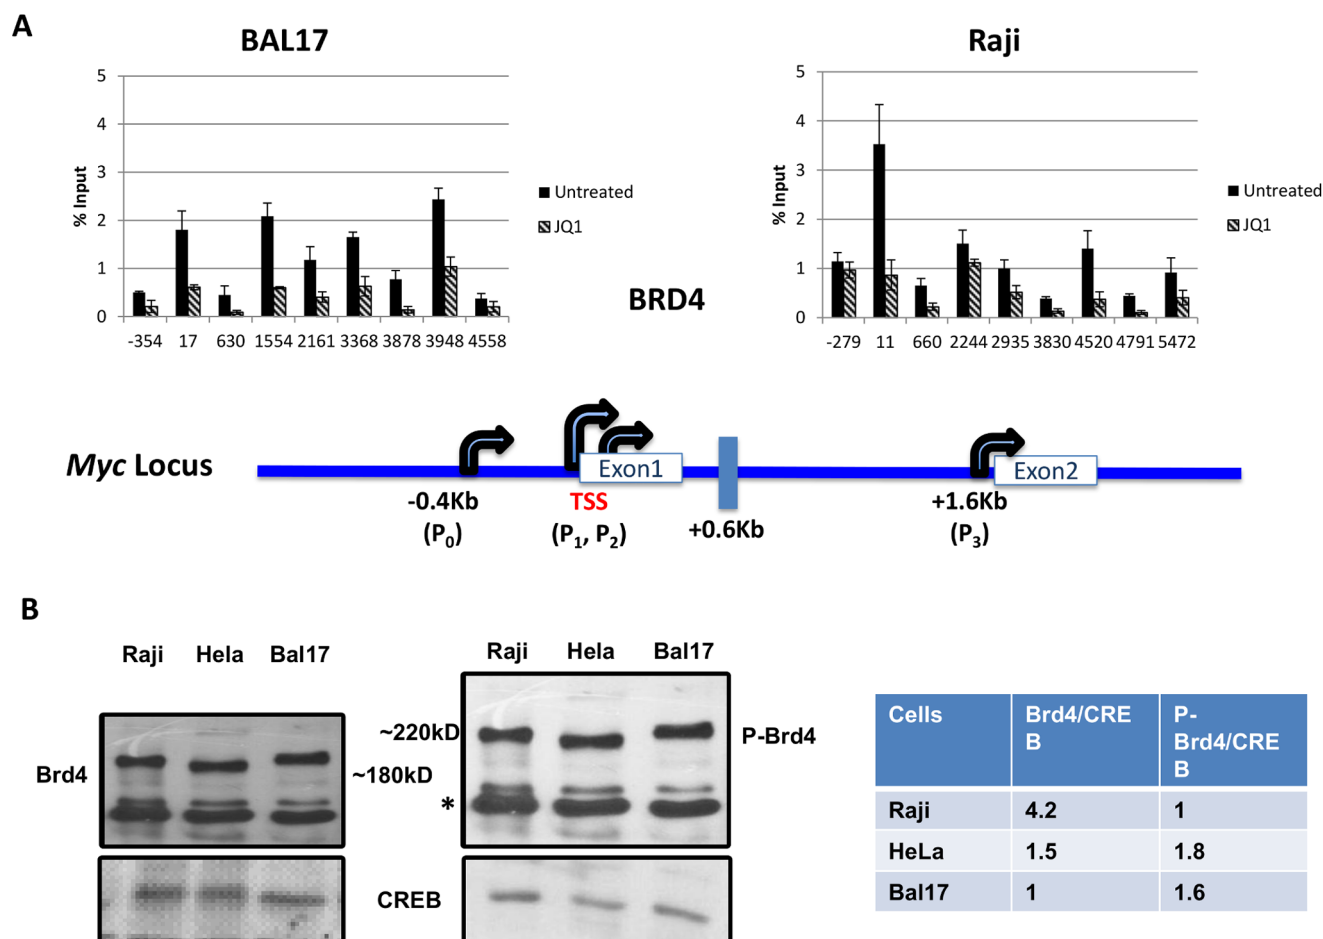 A
BAL17
5
4
3
2
1
0
% Input
-354 17 630 1554 2161 3368 3878 3948 4558
Untreated
JQ1
BRD4
Raji
5
4
3
2
1
0
% Input
-279 11 660 2244 2935 3830 4520 4791 5472
Untreated
JQ1
Myc Locus
Exon1
Exon2
-0.4Kb
(P0)
TSS
(P1, P2)
+0.6Kb
+1.6Kb
(P3)
B
Raji Hela Bal17
Raji Hela Bal17
Brd4
~220kD
~180kD
*
P-Brd4
CREB
Cells
Brd4/CRE
B
P-
Brd4/CRE
B
Raji 4.2 1
HeLa 1.5 1.8
Bal17 1 1.6